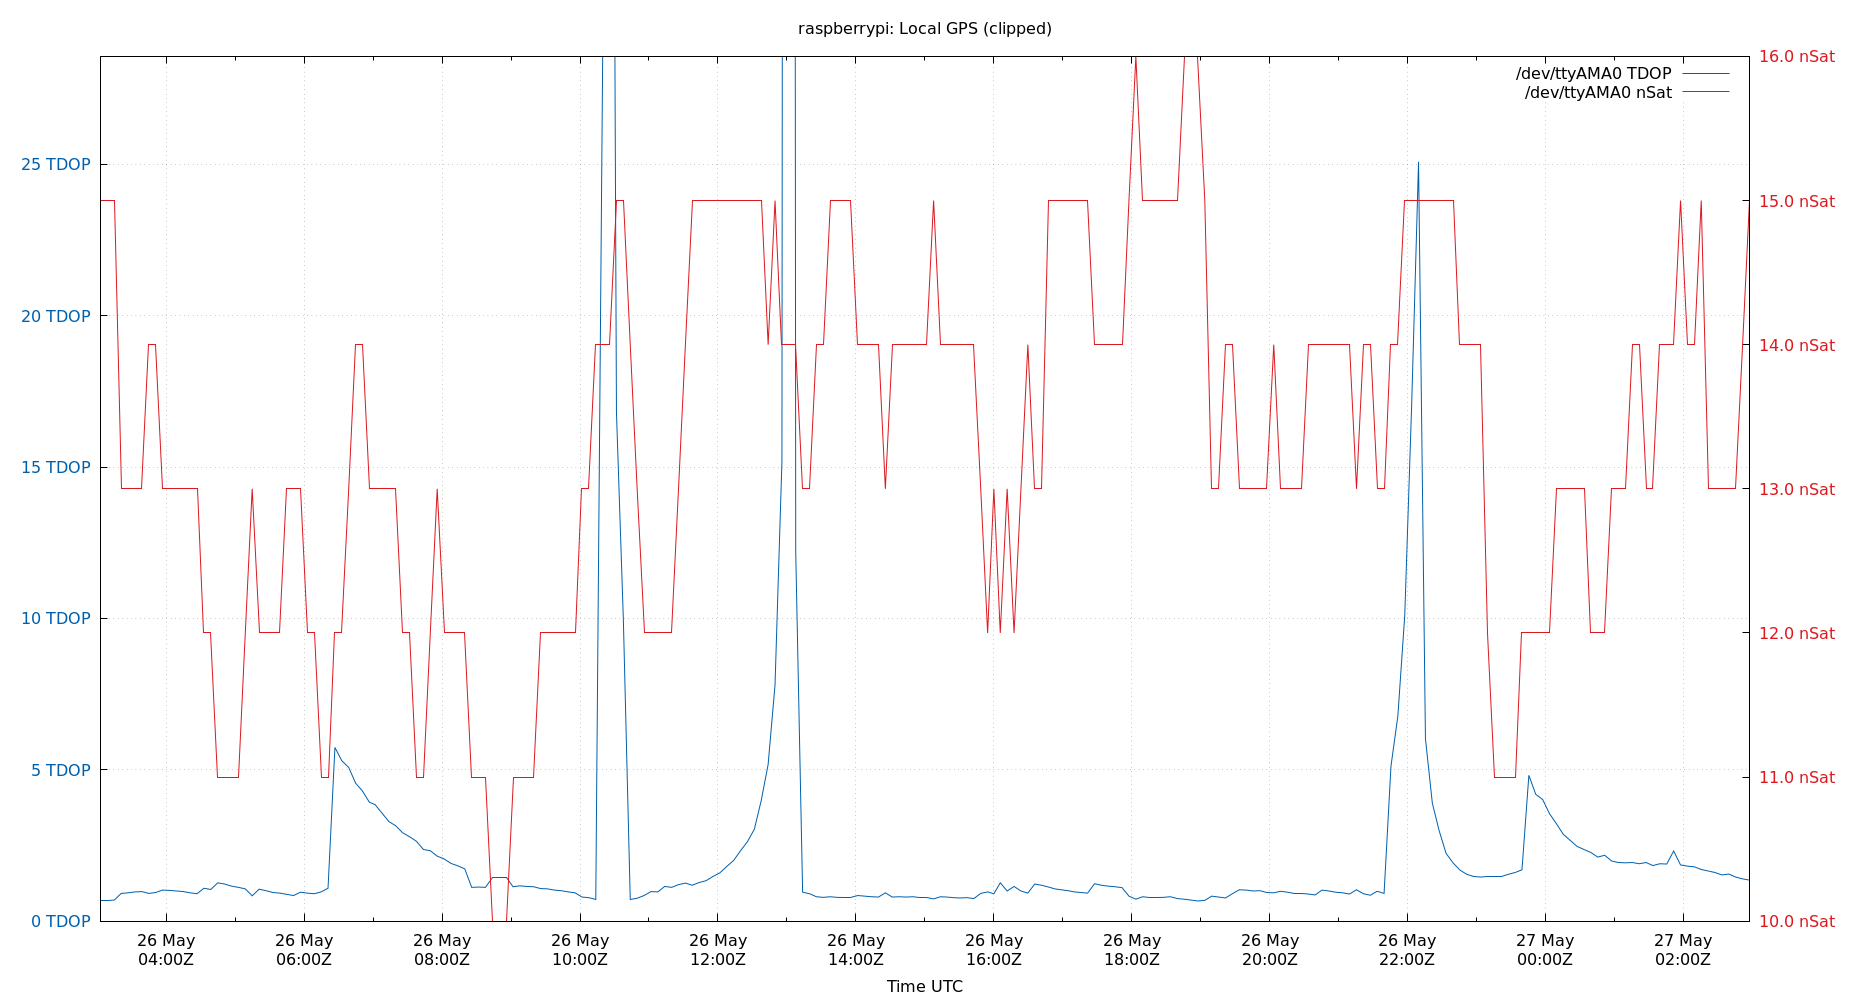 raspberrypi: Local GPS (clipped)
/dev/ttyAMA0 TDOP
/dev/ttyAMA0 nSat
25 TDOP
20 TDOP
15 TDOP
10 TDOP
5 TDOP
0 TDOP
16.0 nSat
15.0 nSat
14.0 nSat
13.0 nSat
12.0 nSat
11.0 nSat
10.0 nSat
26 May 26 May 26 May 26 May 26 May 26 May 26 May 26 May 26 May 26 May 27 May 27 May
04:00Z 06:00Z 08:00Z 10:00Z 12:00Z 14:00Z 16:00Z 18:00Z 20:00Z 22:00Z 00:00Z 02:00Z
Time UTC